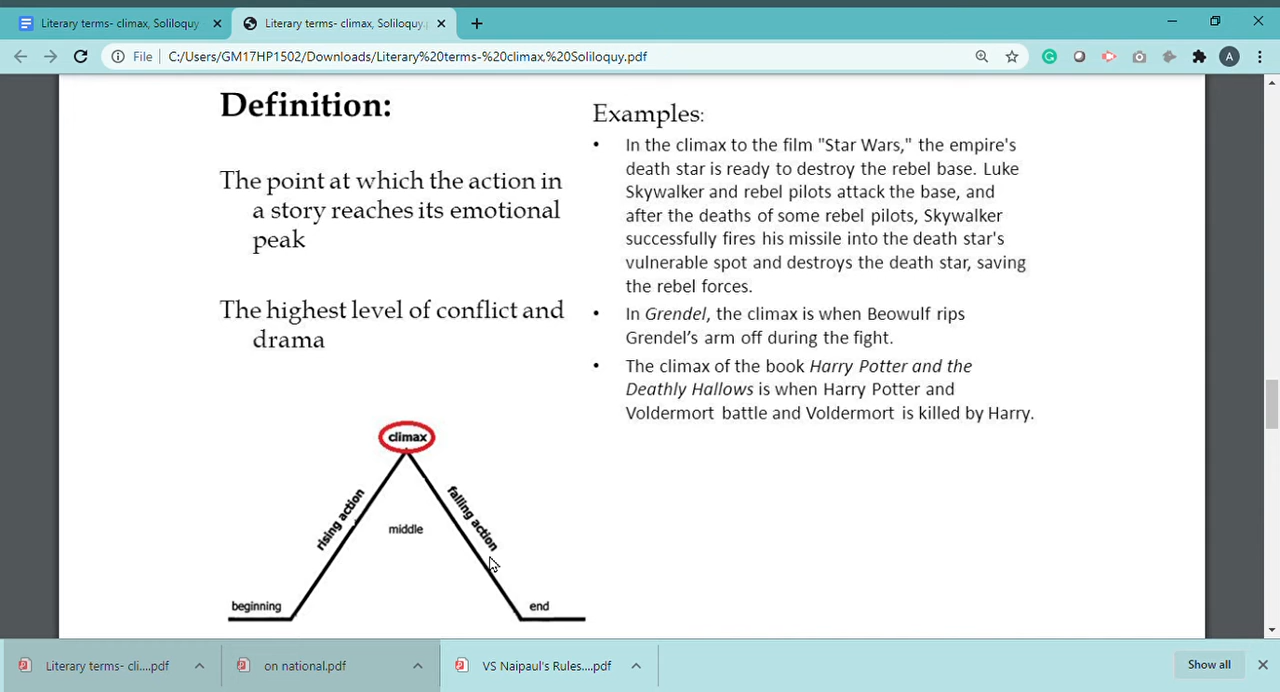 Literary terms- climax, Soliloquy
Literary terms- climax, Soliloquy.
File
C:/Users/GM17HP1502/Downloads/Literary%20terms-%20climax,%20Soliloquy.pdf
A
Definition:
The point at which the action in
a story reaches its emotional
peak
The highest level of conflict and
drama
climax
rising action
falling action
middle
beginning
end
Examples:
• In the climax to the film "Star Wars," the empire's
death star is ready to destroy the rebel base. Luke
Skywalker and rebel pilots attack the base, and
after the deaths of some rebel pilots, Skywalker
successfully fires his missile into the death star's
vulnerable spot and destroys the death star, saving
the rebel forces.
• In Grendel, the climax is when Beowulf rips
Grendel’s arm off during the fight.
• The climax of the book Harry Potter and the
Deathly Hallows is when Harry Potter and
Voldermort battle and Voldermort is killed by Harry.
Literary terms- cli....pdf
on national.pdf
VS Naipaul's Rules....pdf
Show all